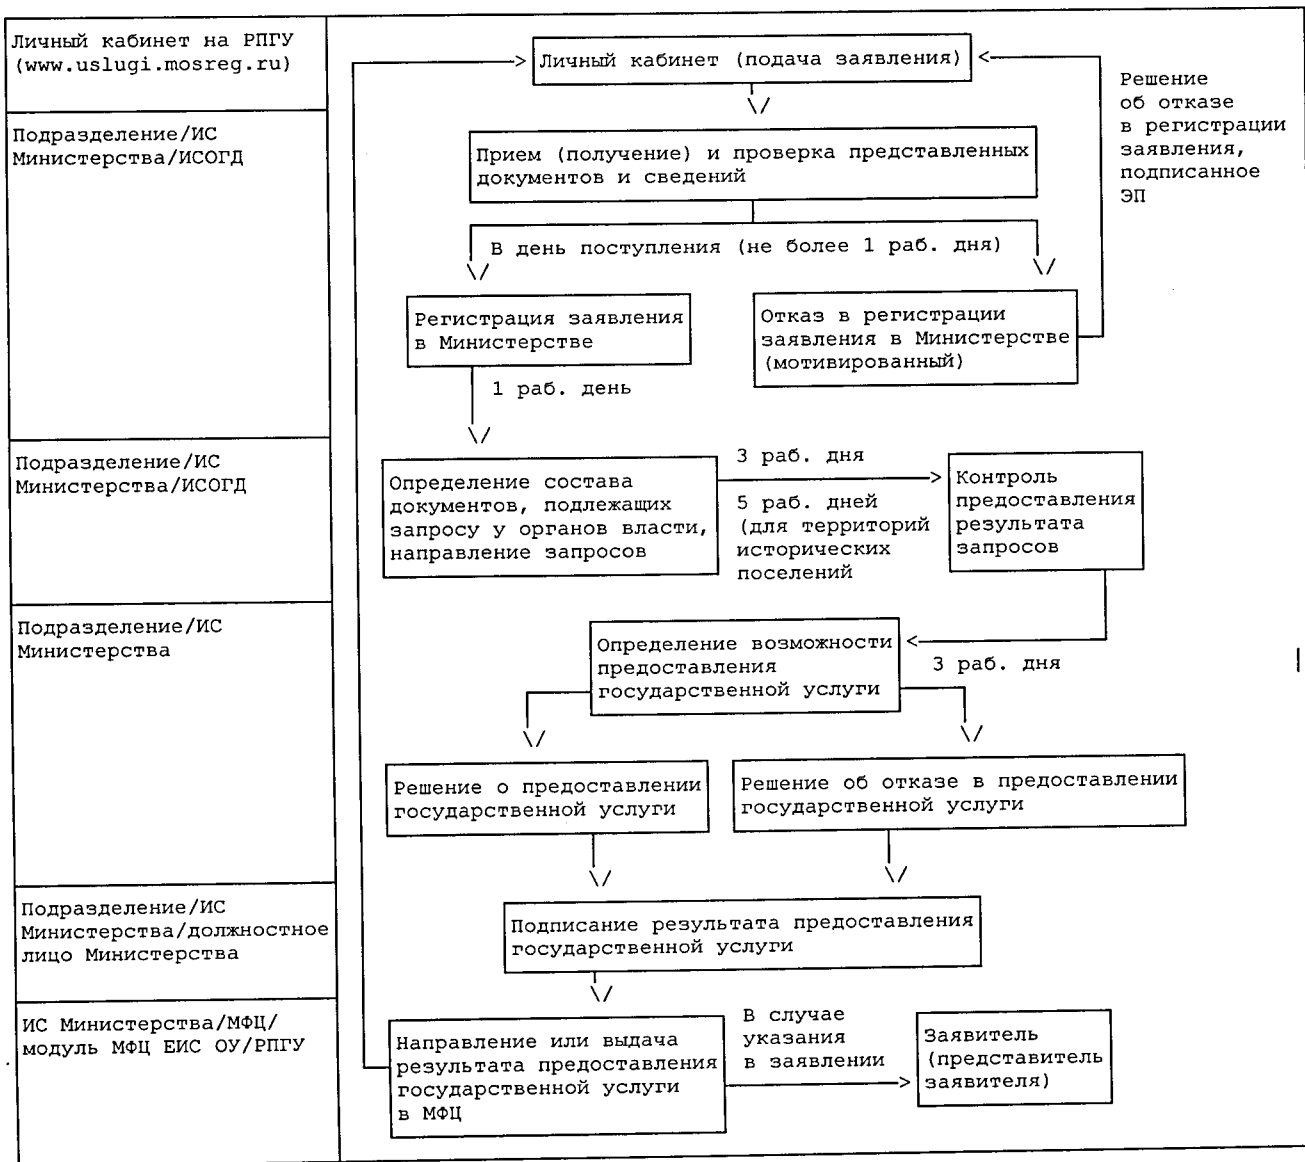 Личный кабинет на РПГУ
(www.uslugi.mosreg.ru)
Личный кабинет (подача заявления)
Решение
об отказе
в регистрации
заявления,
подписанное
ЭП
Подразделение/ИС
Министерства/ИСОГД
Прием (получение) и проверка представленных
документов и сведений
В день поступления (не более 1 раб. дня)
Регистрация заявления
в Министерстве
Отказ в регистрации
заявления в Министерстве
(мотивированный)
1 раб. день
Подразделение/ИС
Министерства/ИСОГД
Определение состава
документов, подлежащих
запросу у органов власти,
направление запросов
3 раб. дня
5 раб. дней
(для территорий
исторических
поселений
Контроль
предоставления
результата
запросов
Подразделение/ИС
Министерства
Определение возможности
предоставления
государственной услуги
3 раб. дня
Решение о предоставлении
государственной услуги
Решение об отказе в предоставлении
государственной услуги
Подразделение/ИС
Министерства/должностное
лицо Министерства
Подписание результата предоставления
государственной услуги
ИС Министерства/МФЦ/
модуль МФЦ ЕИС ОУ/РПГУ
Направление или выдача
результата предоставления
государственной услуги
в МФЦ
В случае
указания
в заявлении
Заявитель
(представитель
заявителя)